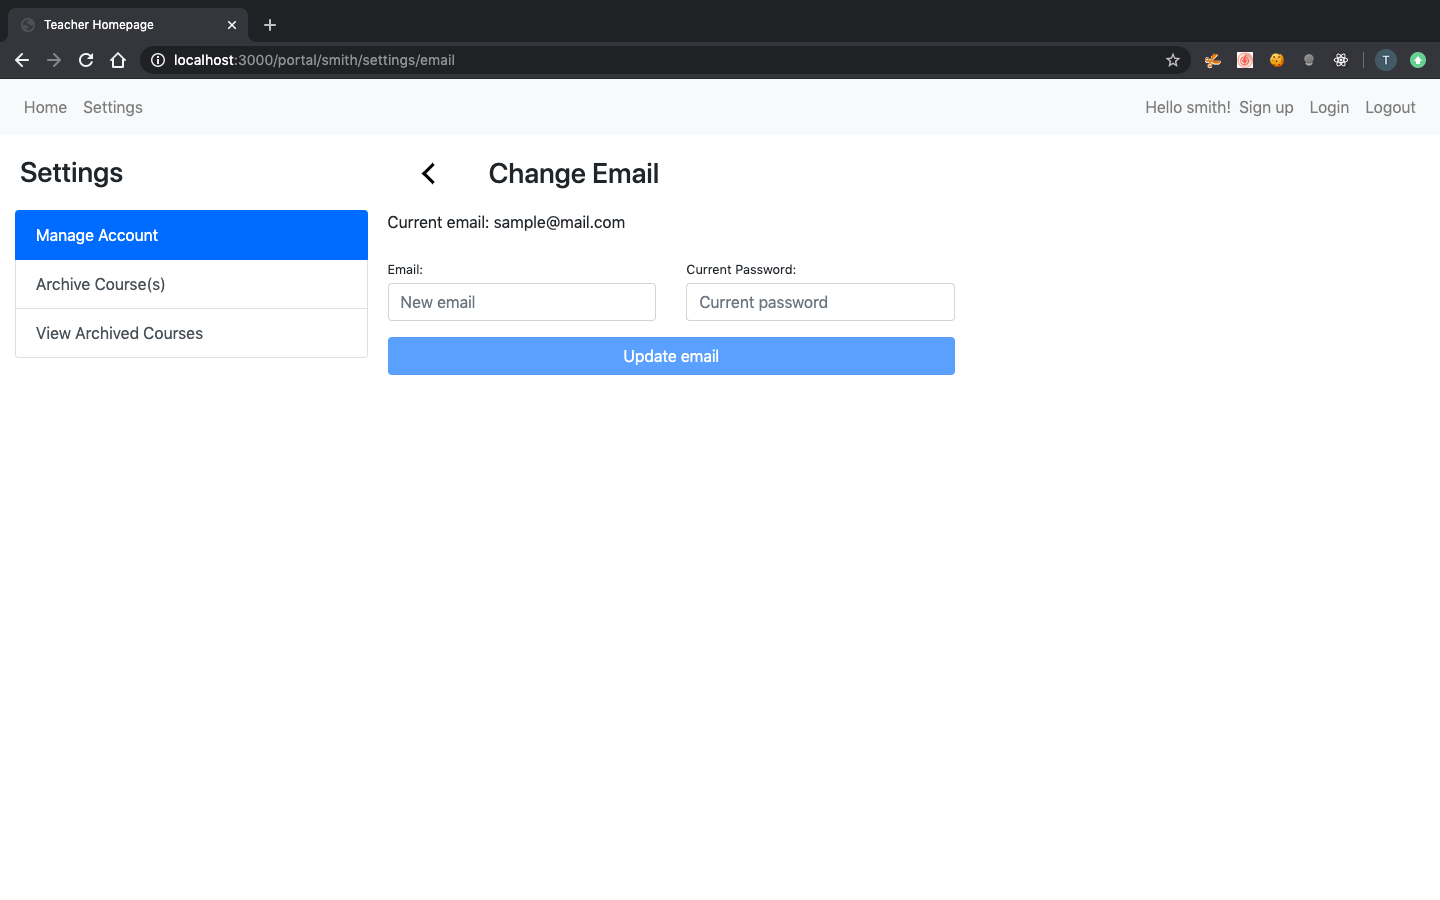 Teacher Homepage
localhost:3000/portal/smith/settings/email
T
Home Settings Hello smith! Sign up Login Logout
Settings
Manage Account
Archive Course(s)
View Archived Courses
Change Email
Current email: sample@mail.com
Email: Current Password:
New email Current password
Update email